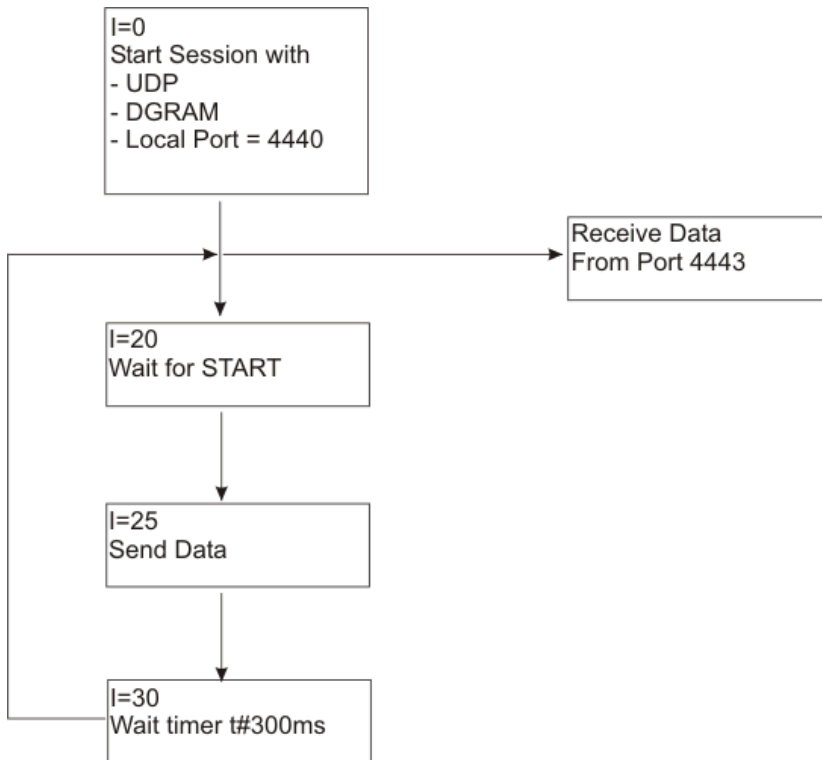 I=0
Start Session with
- UDP
- DGRAM
- Local Port = 4440
Receive Data
From Port 4443
I=20
Wait for START
I=25
Send Data
I=30
Wait timer t#300ms